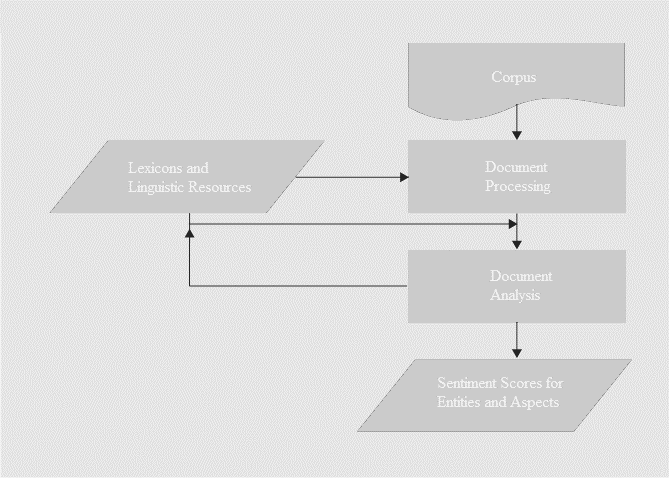 Corpus
Lexicons and
Linguistic Resources
Document
Processing
Document
Analysis
Sentiment Scores for
Entities and Aspects